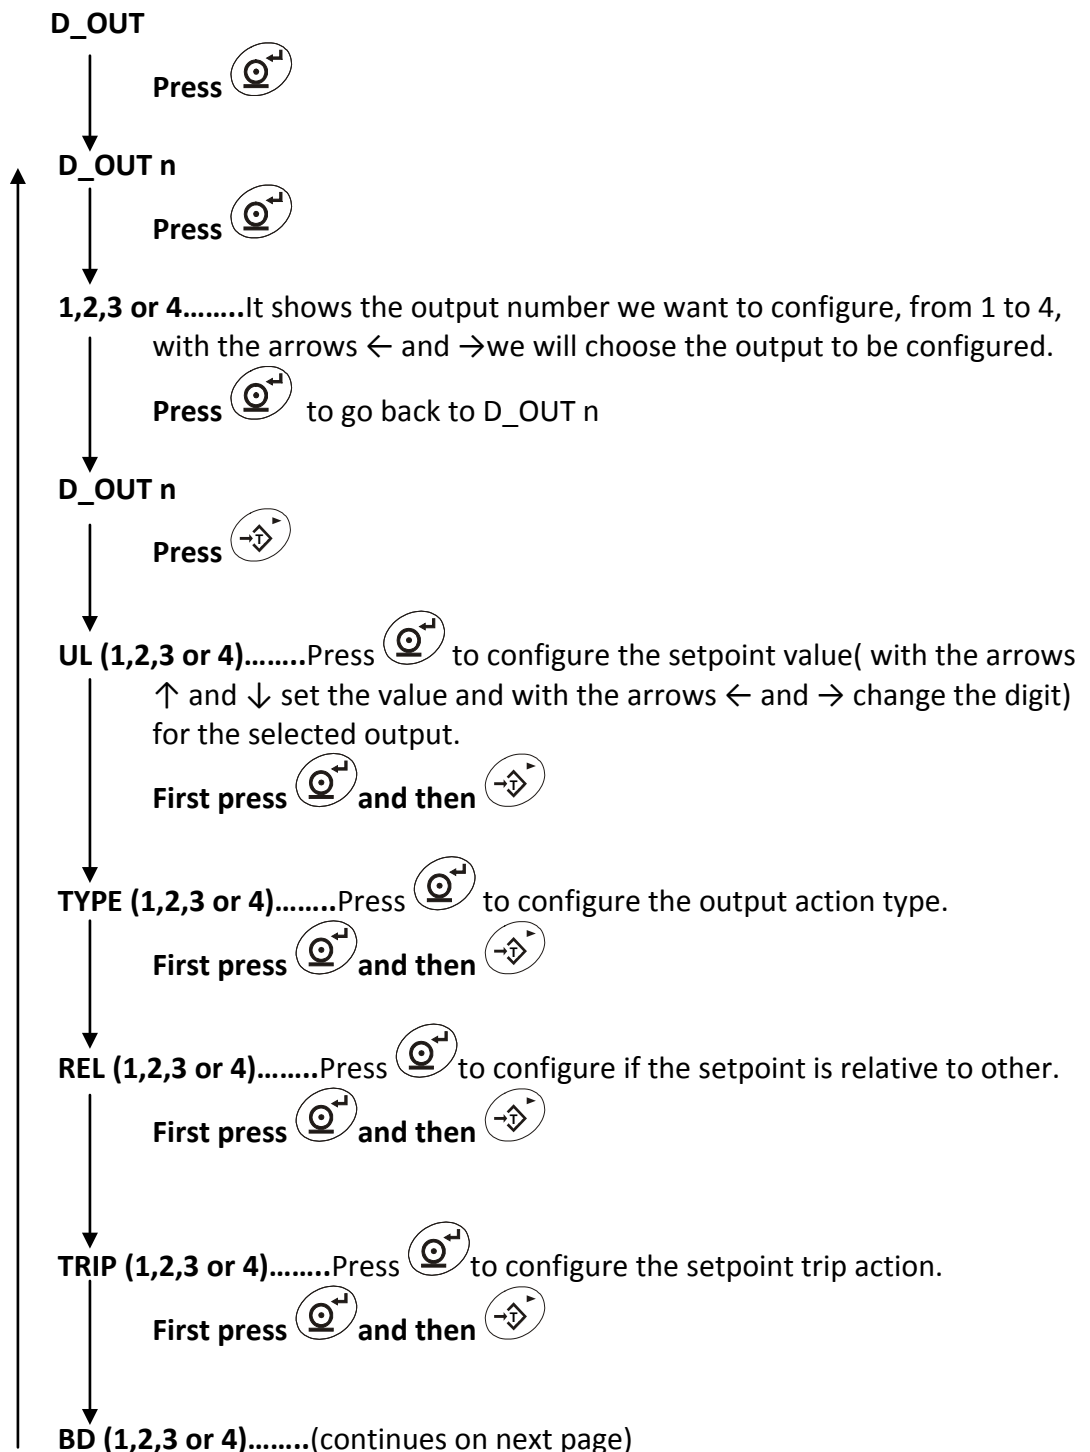 D_OUT
Press
D_OUT n
Press
1,2,3 or 4……..It shows the output number we want to configure, from 1 to 4,
with the arrows ← and →we will choose the output to be configured.
Press to go back to D_OUT n
D_OUT n
Press →T
UL (1,2,3 or 4)……..Press to configure the setpoint value( with the arrows
↑ and ↓ set the value and with the arrows ← and → change the digit)
for the selected output.
First press and then →T
TYPE (1,2,3 or 4)……..Press to configure the output action type.
First press and then →T
REL (1,2,3 or 4)……..Press to configure if the setpoint is relative to other.
First press and then →T
TRIP (1,2,3 or 4)……..Press to configure the setpoint trip action.
First press and then →T
BD (1,2,3 or 4)……..(continues on next page)